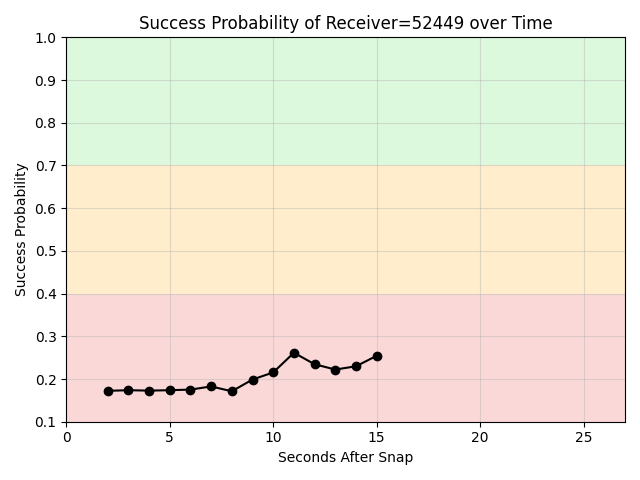 Success Probability of Receiver=52449 over Time
1.0
0.9
0.8
0.7
0.6
0.5
0.4
0.3
0.2
0.1
Success Probability
0 5 10 15 20 25
Seconds After Snap